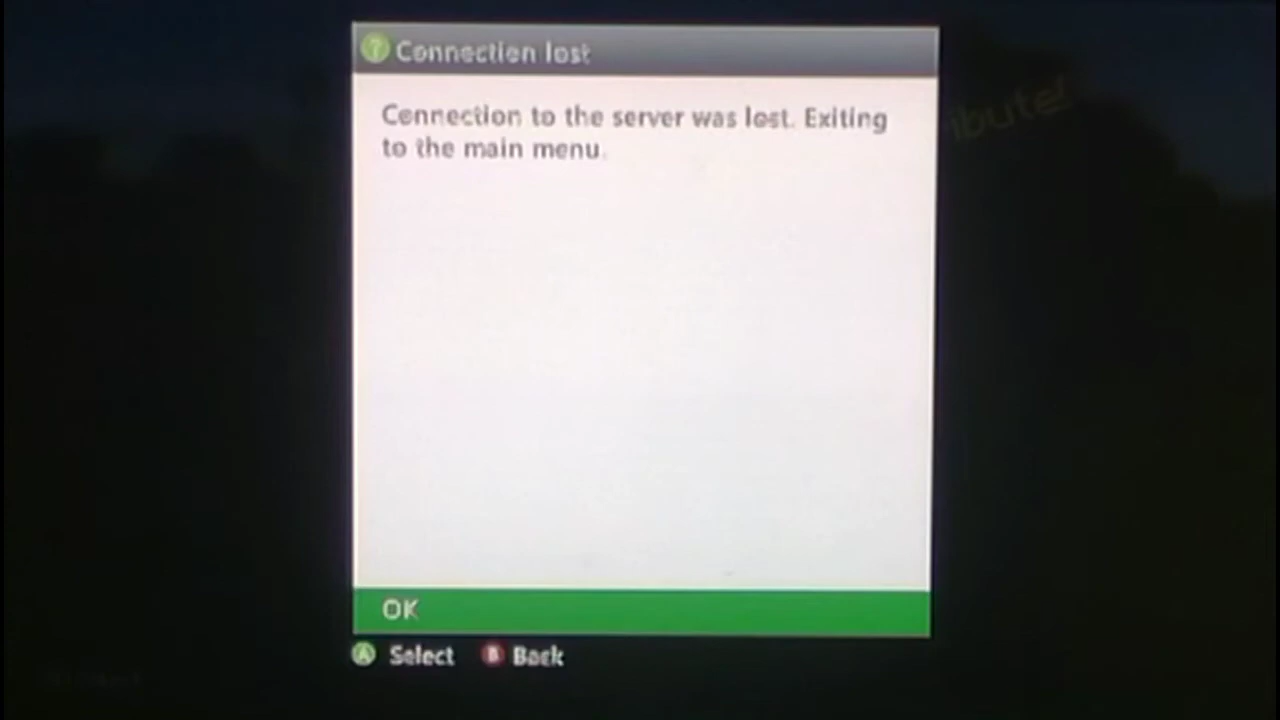 Connection lost
Connection to the server was lost. Exiting
to the main menu.
OK
A Select B Back